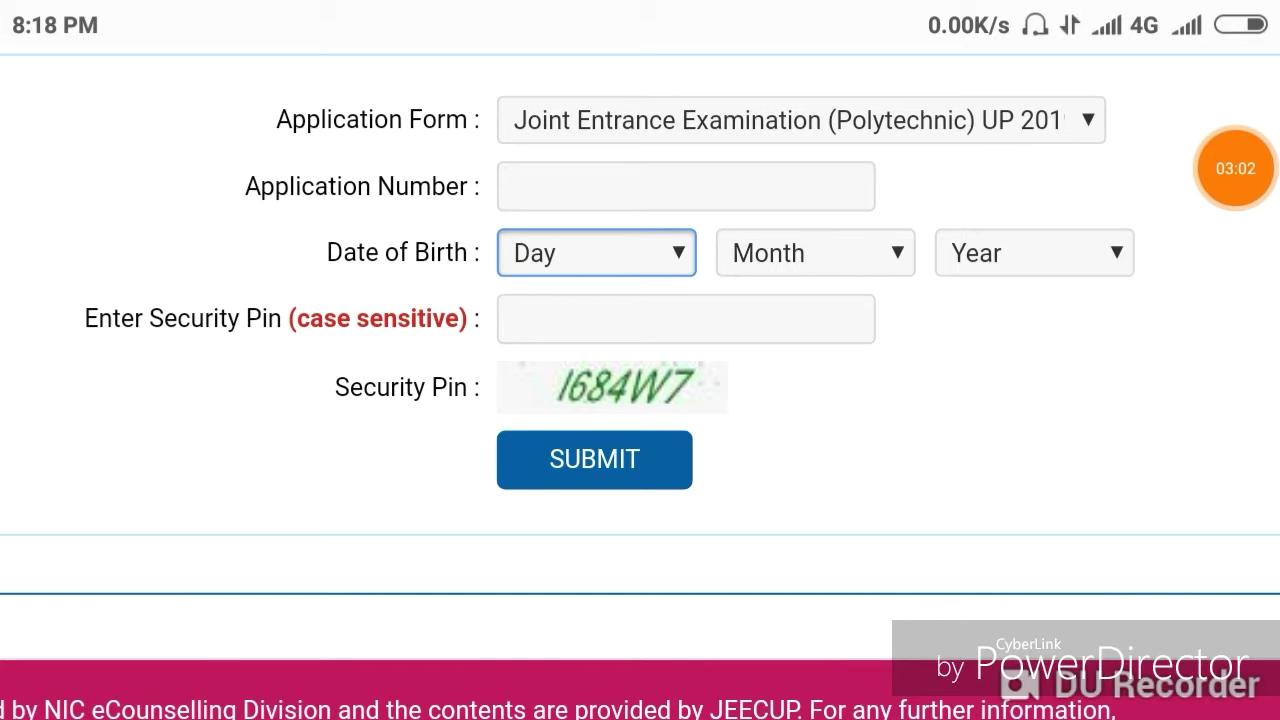 8:18 PM 0.00K/s 4G
Application Form : Joint Entrance Examination (Polytechnic) UP 201
03:02
Application Number :
Date of Birth : Day Month Year
Enter Security Pin (case sensitive) :
Security Pin : I684W7
SUBMIT
CyberLink
by PowerDirector
DU Recorder
d by NIC eCounselling Division and the contents are provided by JEECUP. For any further information,